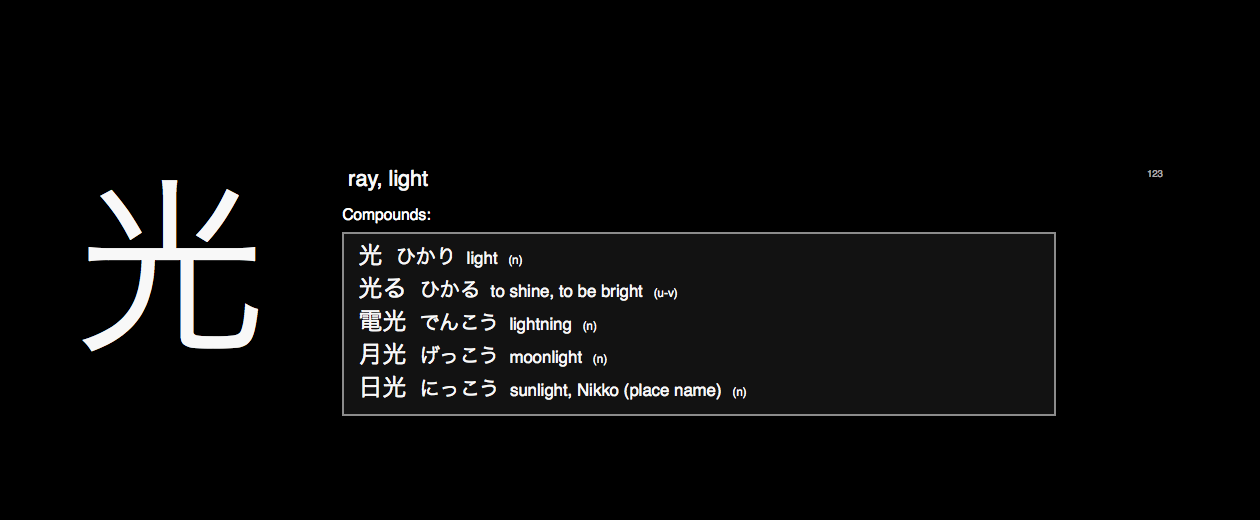 光
ray, light
123
Compounds:
光 ひかり light (n)
光る ひかる to shine, to be bright (u-v)
電光 でんこう lightning (n)
月光 げっこう moonlight (n)
日光 にっこう sunlight, Nikko (place name) (n)